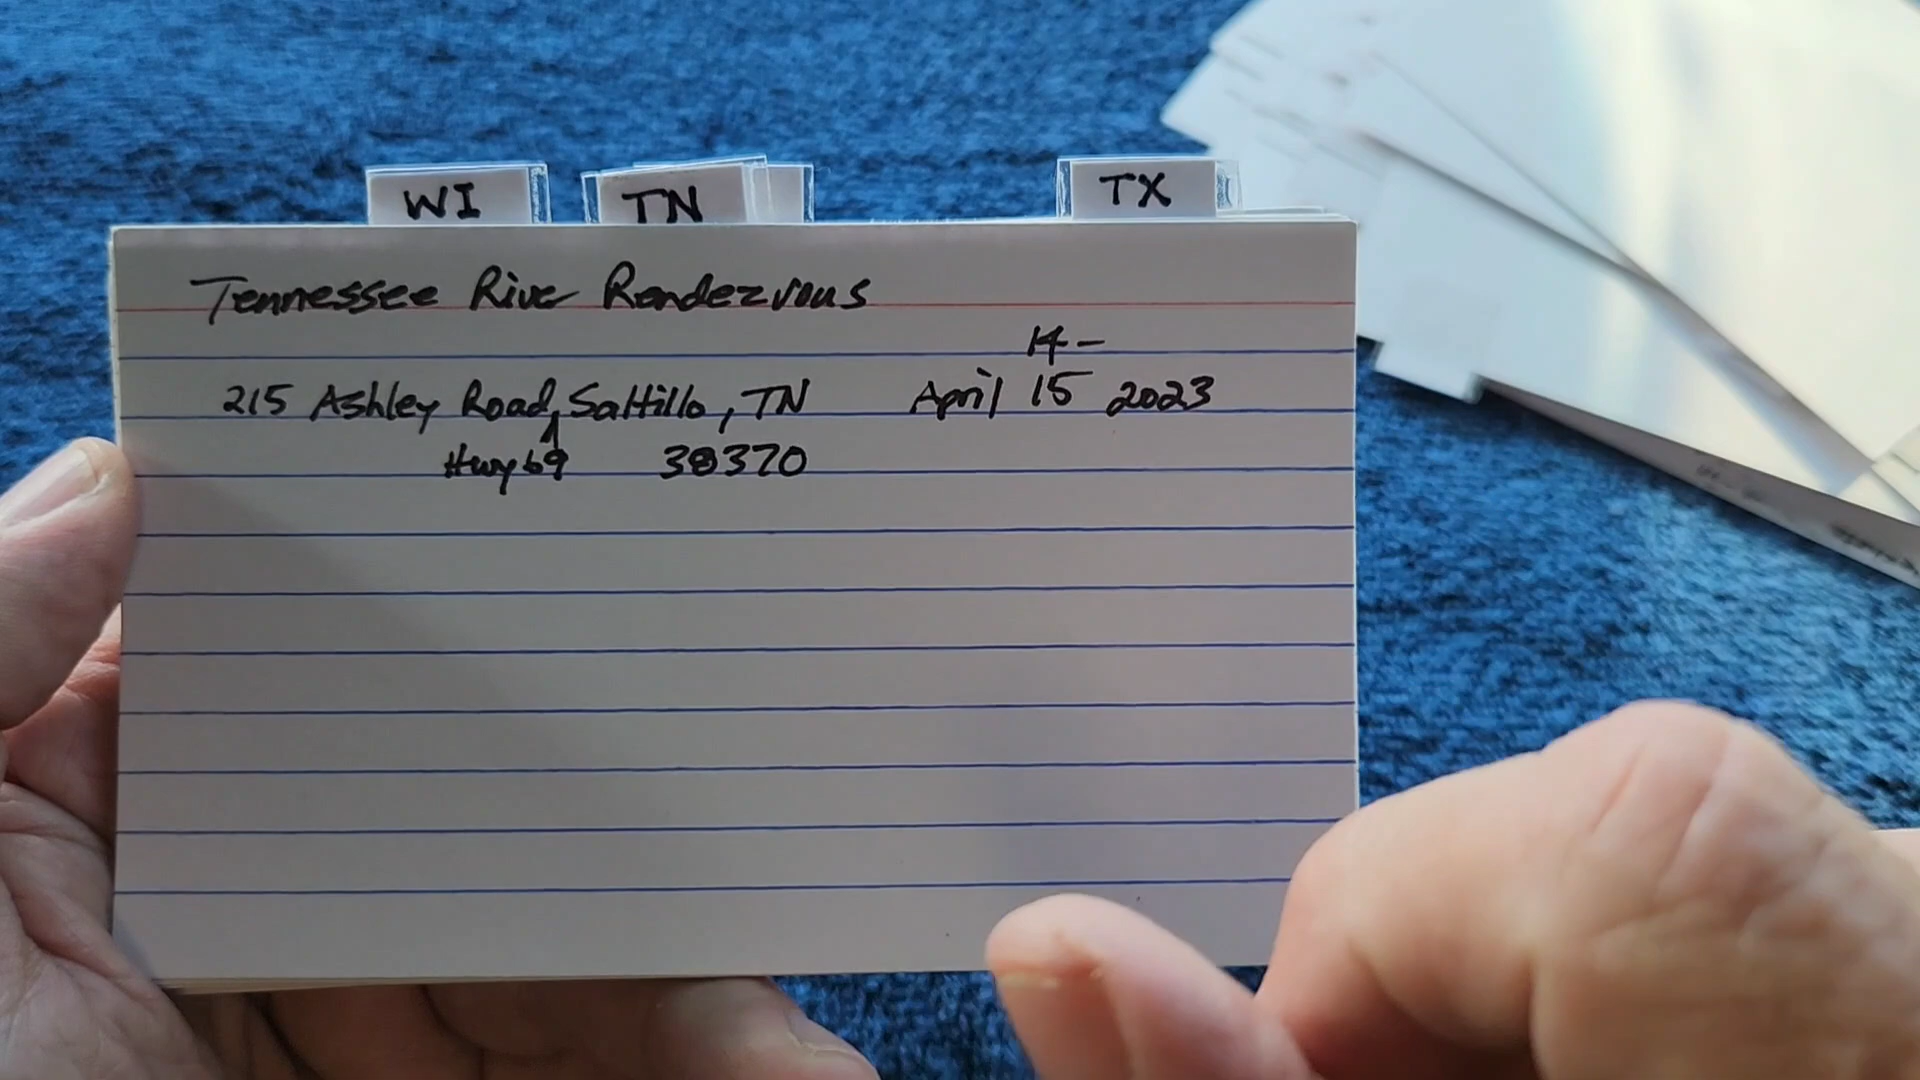 WI TN TX
Tennessee River Rendezvous
14-
215 Ashley Road, Saltillo, TN April 15 2023
Hwy 69 38370